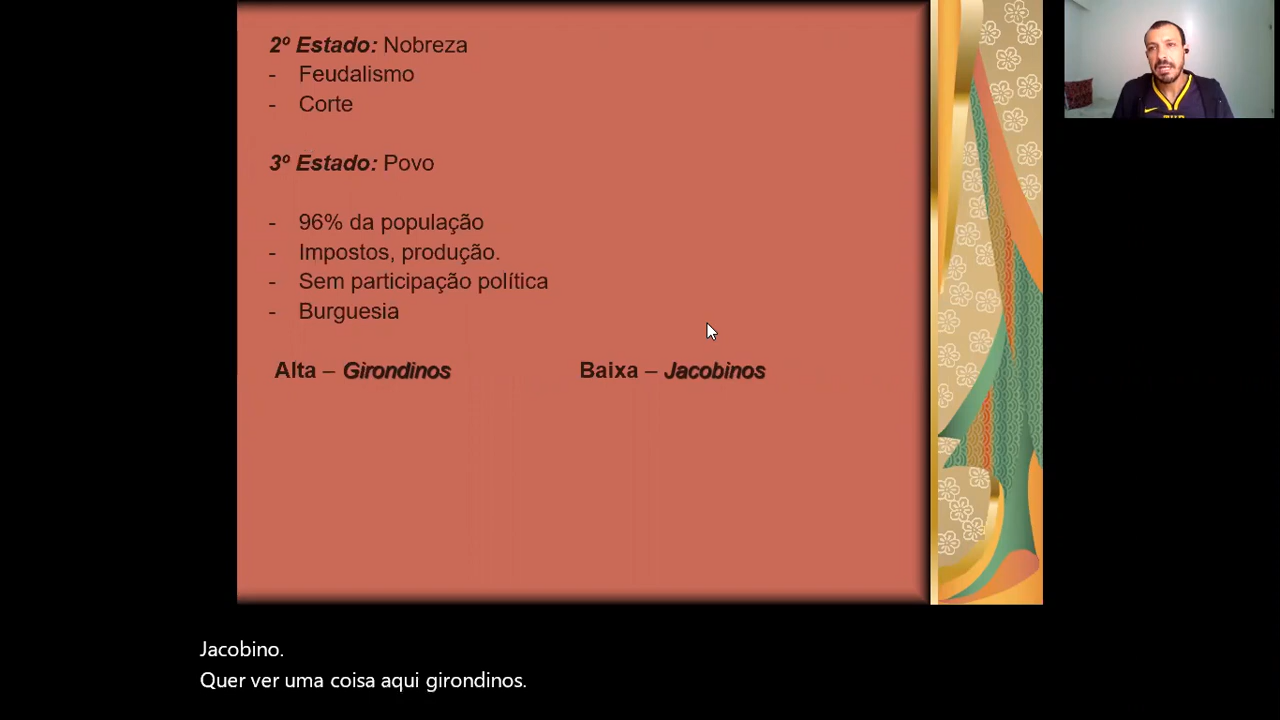 2º Estado: Nobreza
- Feudalismo
- Corte
3º Estado: Povo
- 96% da população
- Impostos, produção.
- Sem participação política
- Burguesia
Alta – Girondinos Baixa – Jacobinos
Jacobino.
Quer ver uma coisa aqui girondinos.